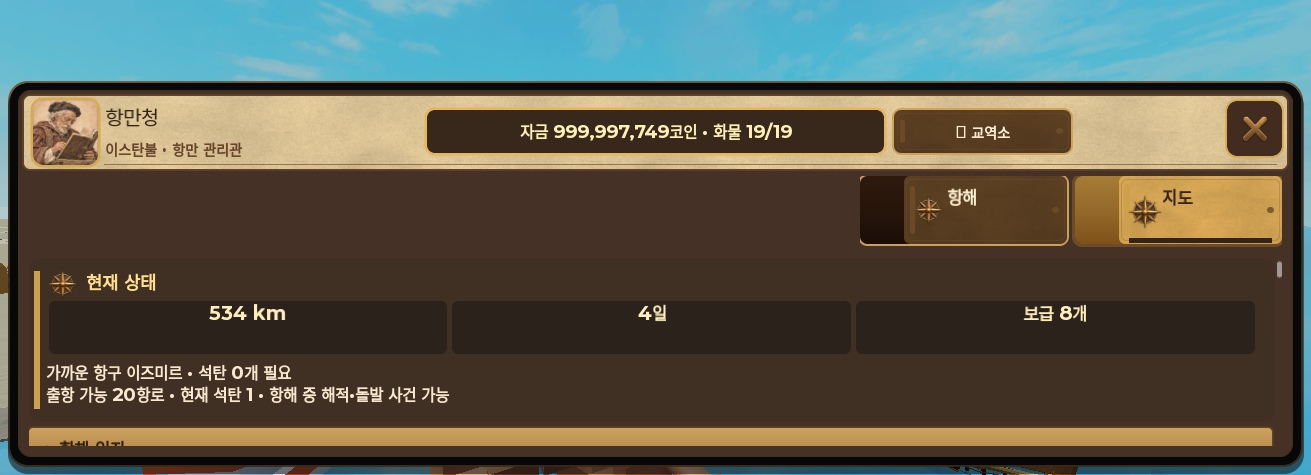 항만청
이스탄불 • 항만 관리관
자금 999,997,749코인 • 화물 19/19
교역소
항해
지도
현재 상태
534 km
4일
보급 8개
가까운 항구 이즈미르 • 석탄 0개 필요
출항 가능 20항로 • 현재 석탄 1 • 항해 중 해적•돌발 사건 가능